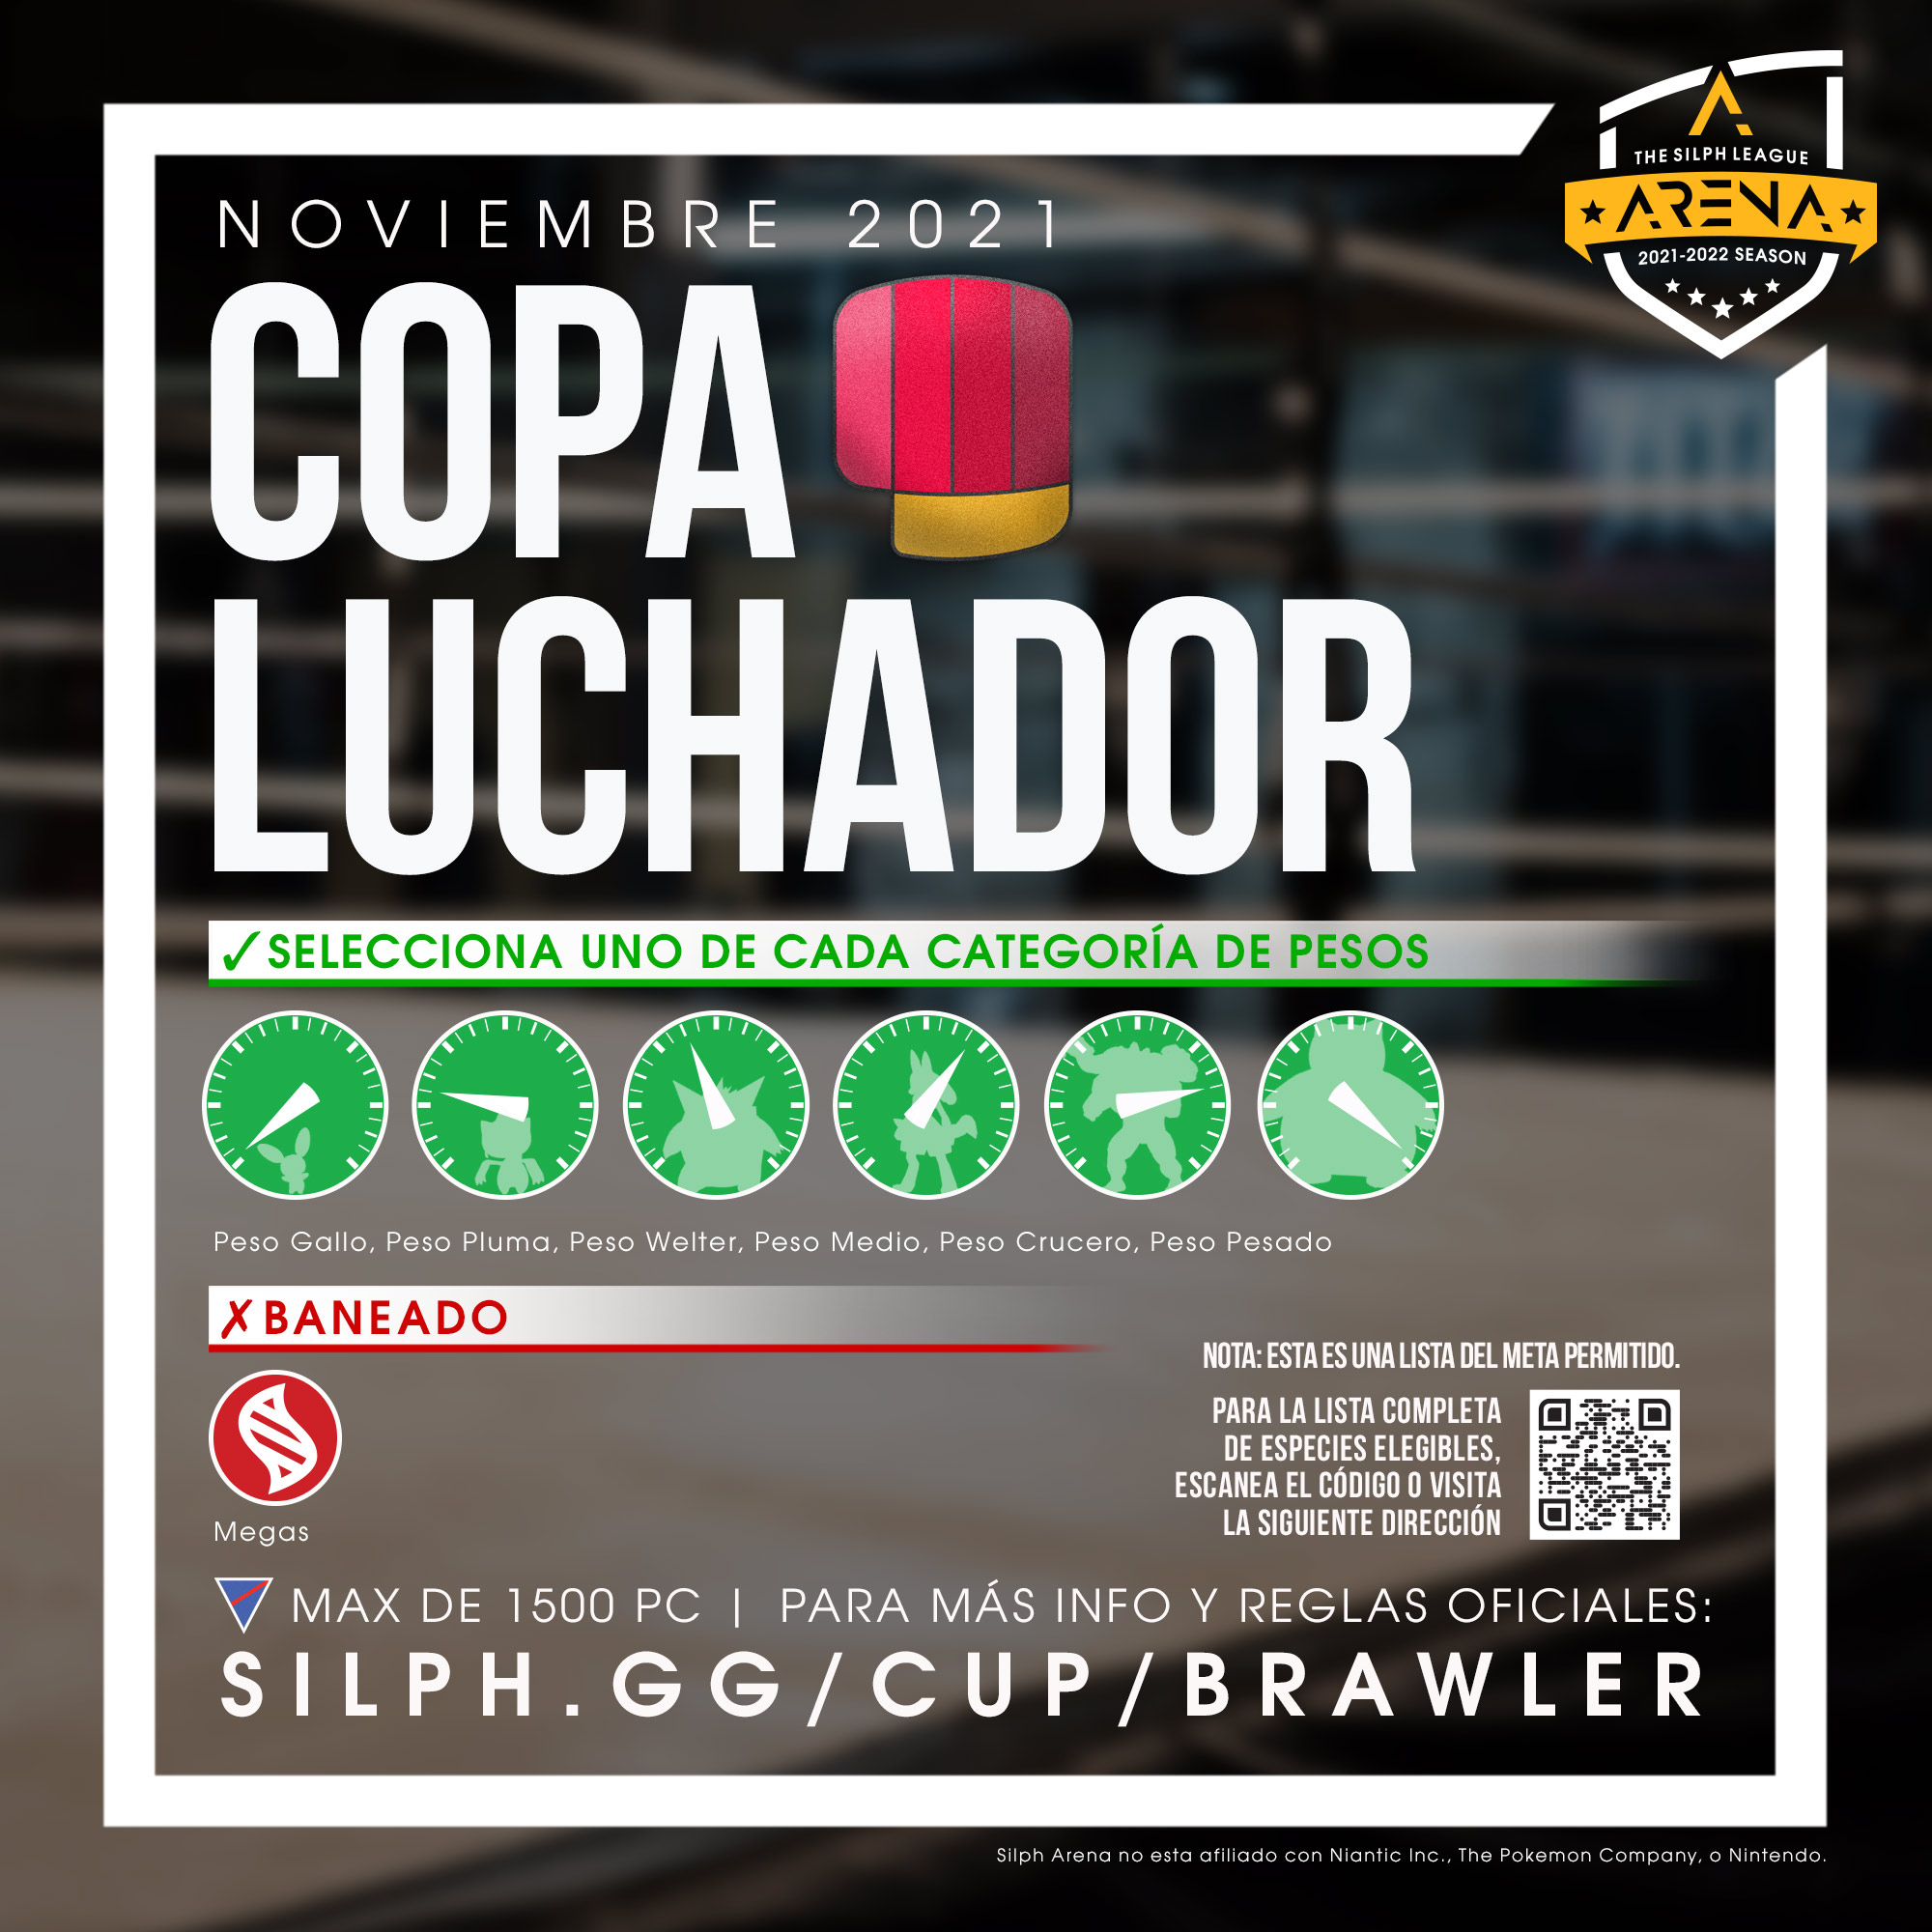 THE SILPH LEAGUE
ARENA
2021-2022 SEASON
NOVIEMBRE 2021
COPA
LUCHADOR
✓SELECCIONA UNO DE CADA CATEGORÍA DE PESOS
Peso Gallo, Peso Pluma, Peso Welter, Peso Medio, Peso Crucero, Peso Pesado
✗BANEADO
Megas
NOTA: ESTA ES UNA LISTA DEL META PERMITIDO.
PARA LA LISTA COMPLETA
DE ESPECIES ELEGIBLES,
ESCANEA EL CÓDIGO O VISITA
LA SIGUIENTE DIRECCIÓN
MAX DE 1500 PC | PARA MÁS INFO Y REGLAS OFICIALES:
SILPH.GG/CUP/BRAWLER
Silph Arena no esta afiliado con Niantic Inc., The Pokemon Company, o Nintendo.